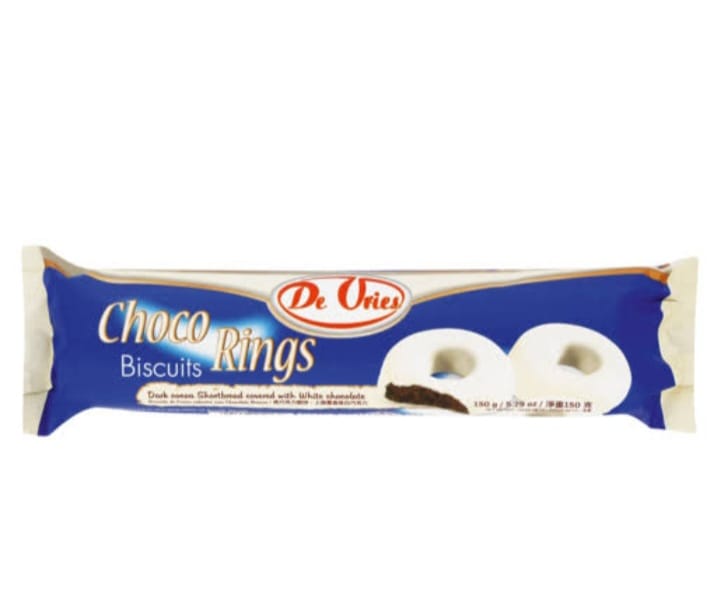 De Vries
Choco Rings
Biscuits
Dark cocoa Shortbread covered with White chocolate
150 g / 5.29 oz / 淨重150 克